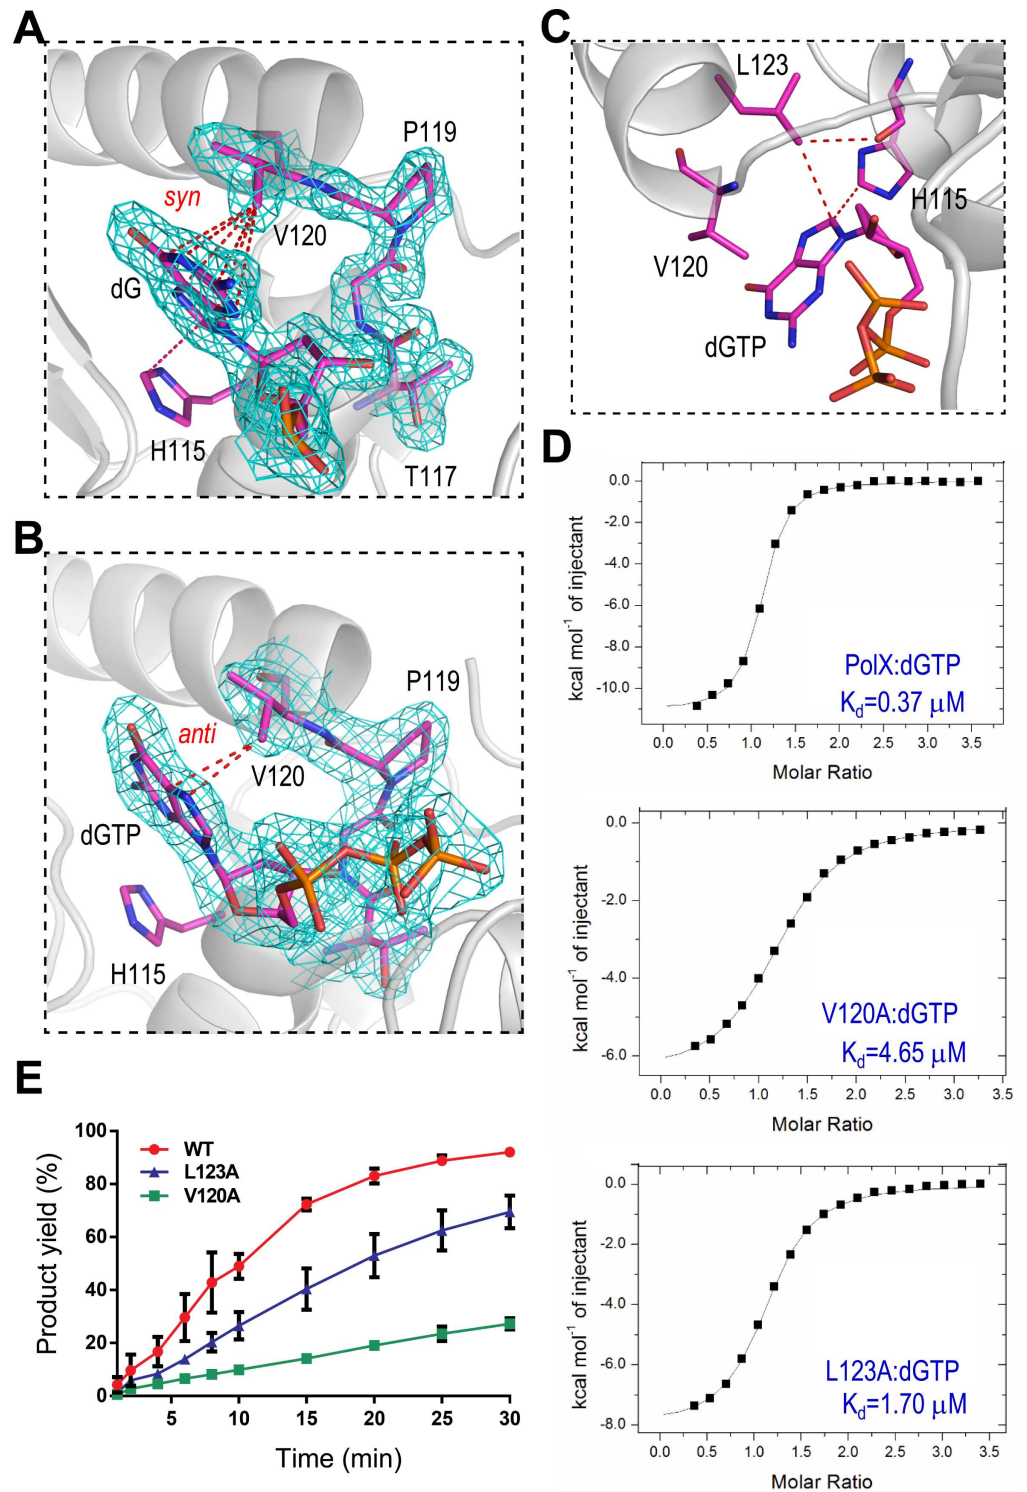 A
syn
P119
V120
dG
H115
T117
B
anti
P119
V120
dGTP
H115
C
L123
H115
V120
dGTP
D
0.0
-2.0
-4.0
-6.0
-8.0
-10.0
kcal mol⁻¹ of injectant
PolX:dGTP
Kd=0.37 µM
0.0 0.5 1.0 1.5 2.0 2.5 3.0 3.5
Molar Ratio
0.0
-2.0
-4.0
-6.0
kcal mol⁻¹ of injectant
V120A:dGTP
Kd=4.65 µM
0.0 0.5 1.0 1.5 2.0 2.5 3.0 3.5
Molar Ratio
0.0
-2.0
-4.0
-6.0
-8.0
kcal mol⁻¹ of injectant
L123A:dGTP
Kd=1.70 µM
0.0 0.5 1.0 1.5 2.0 2.5 3.0 3.5
Molar Ratio
E
100
80
60
40
20
0
Product yield (%)
WT
L123A
V120A
5 10 15 20 25 30
Time (min)